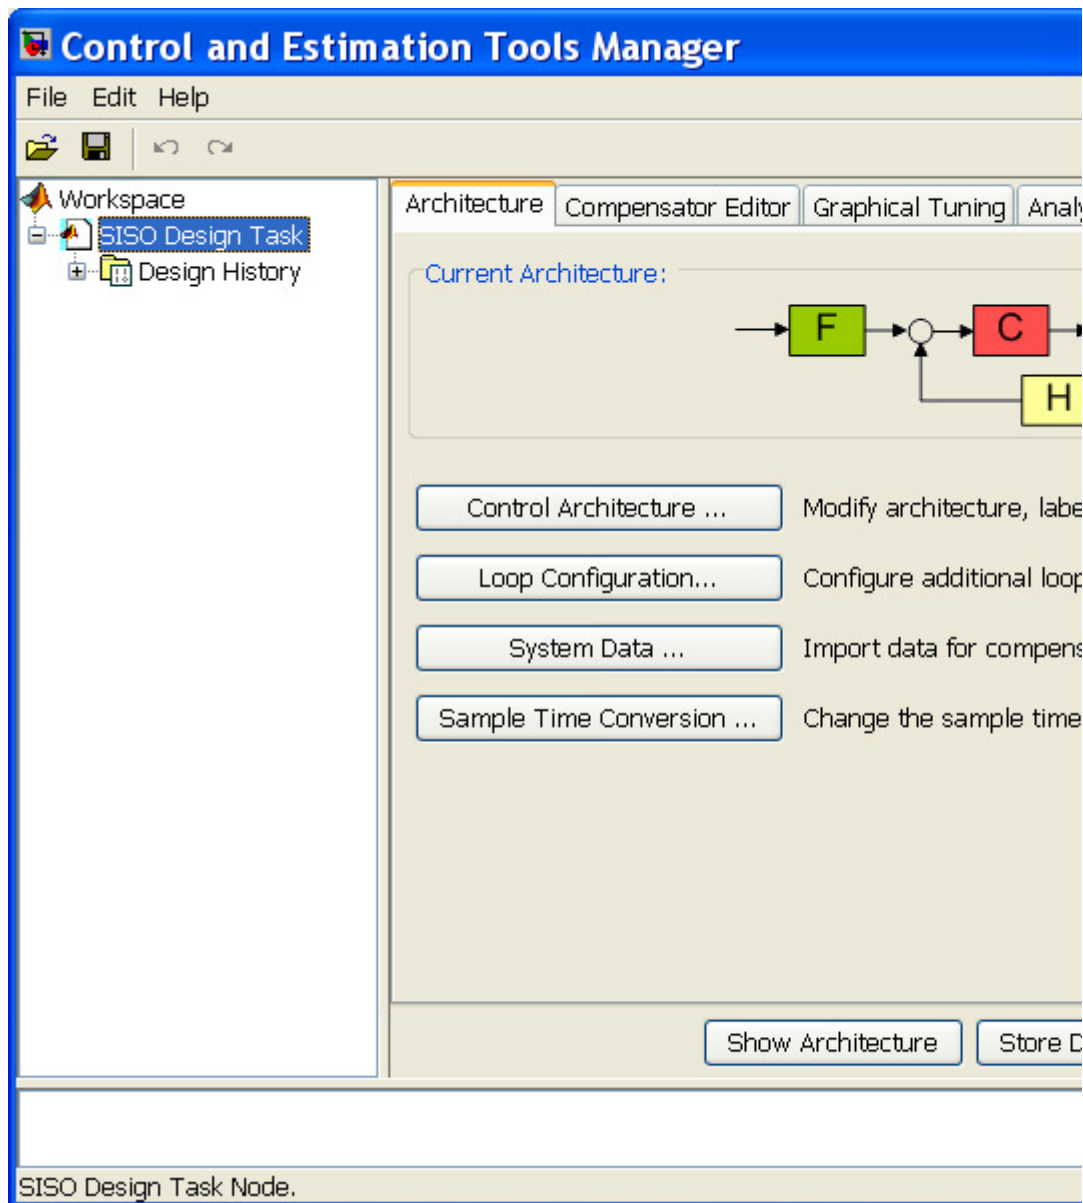 Control and Estimation Tools Manager
File Edit Help
Workspace
SISO Design Task
Design History
Architecture Compensator Editor Graphical Tuning
Current Architecture:
F C
H
Control Architecture ... Modify architecture,
Loop Configuration... Configure additional
System Data ... Import data for
Sample Time Conversion ... Change the sample time
Show Architecture Store
SISO Design Task Node.